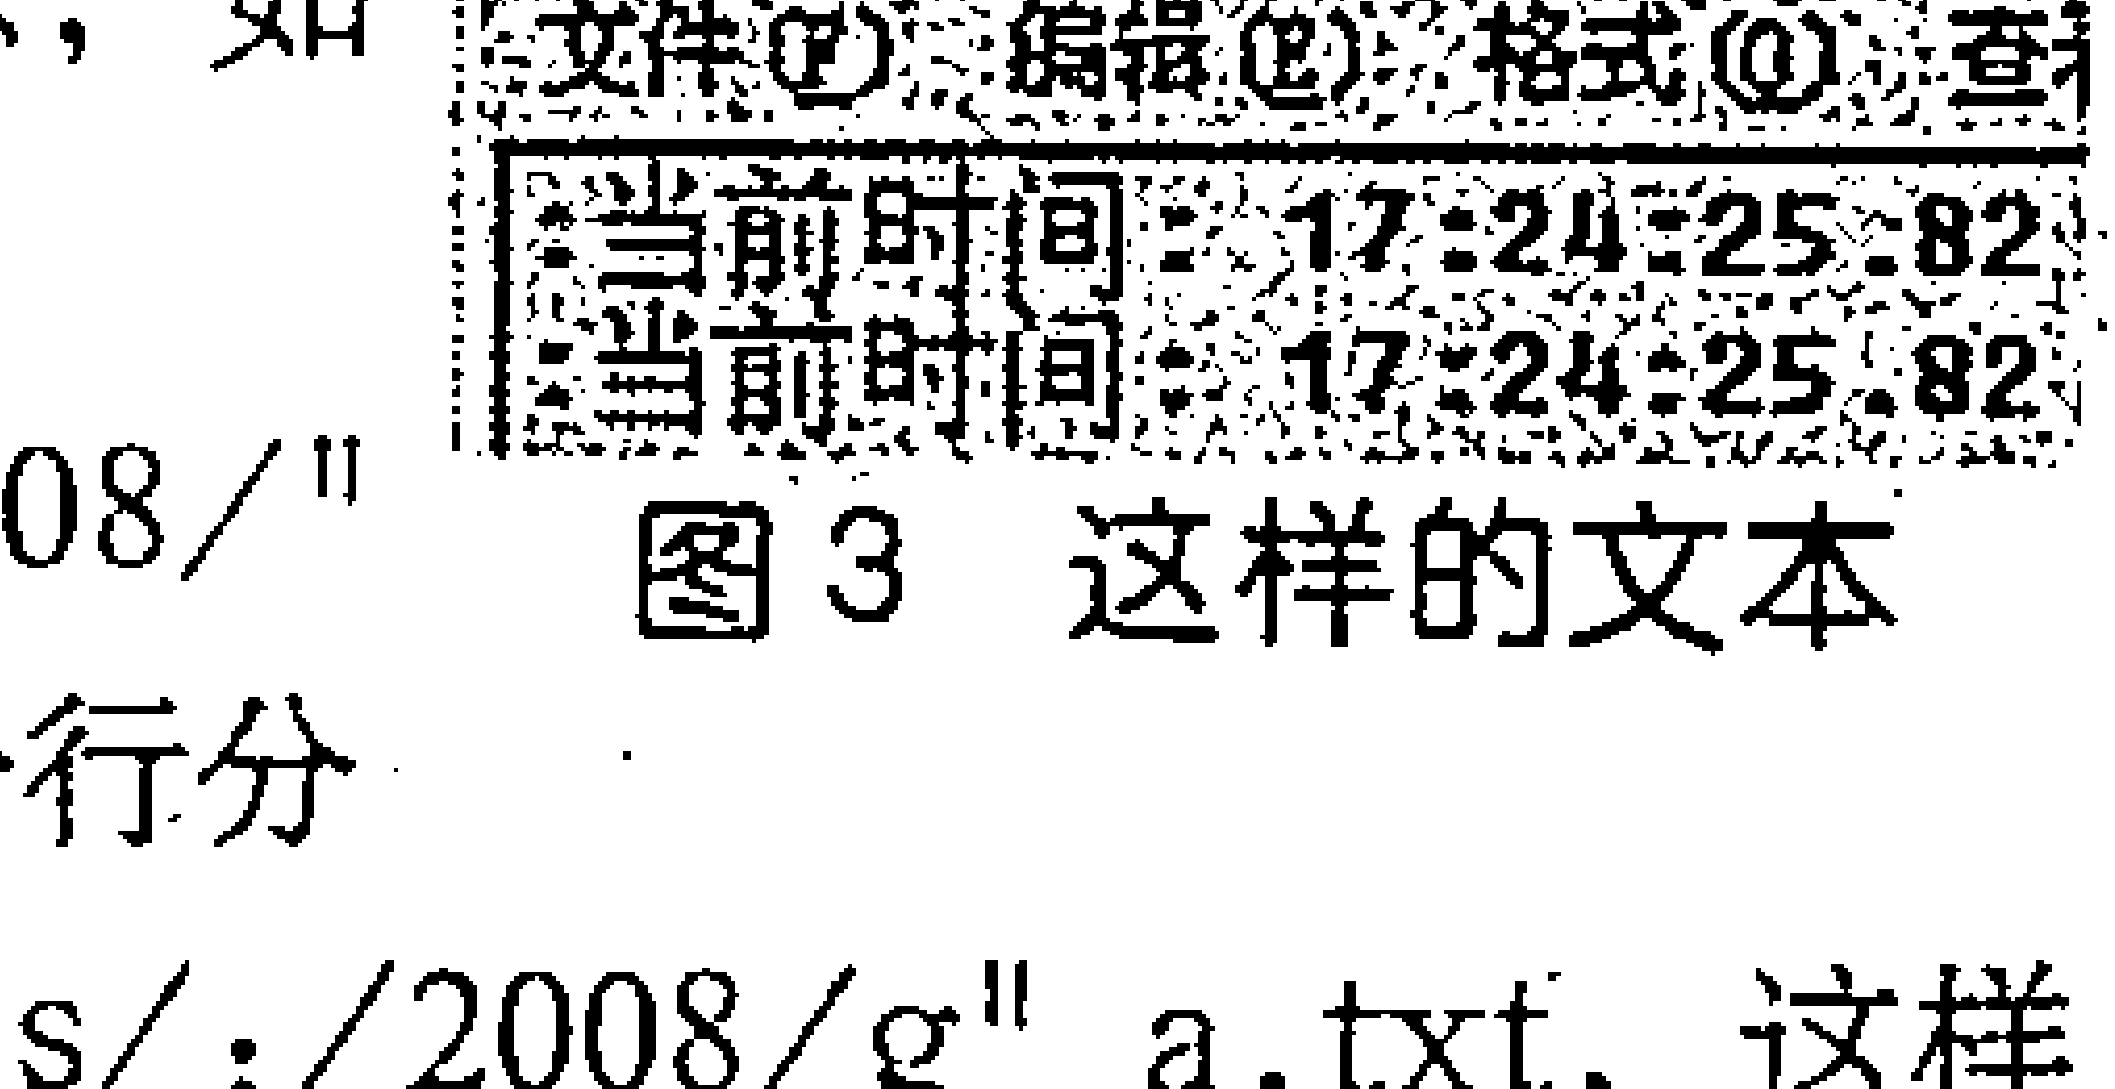 ，如
文件(F) 编辑(E) 格式(O) 查
:当前时间: 17:24:25.82
:当前时间: 17:24:25.82
08/"
图3 这样的文本
行分
s/:/2008/g" a.txt, 这样